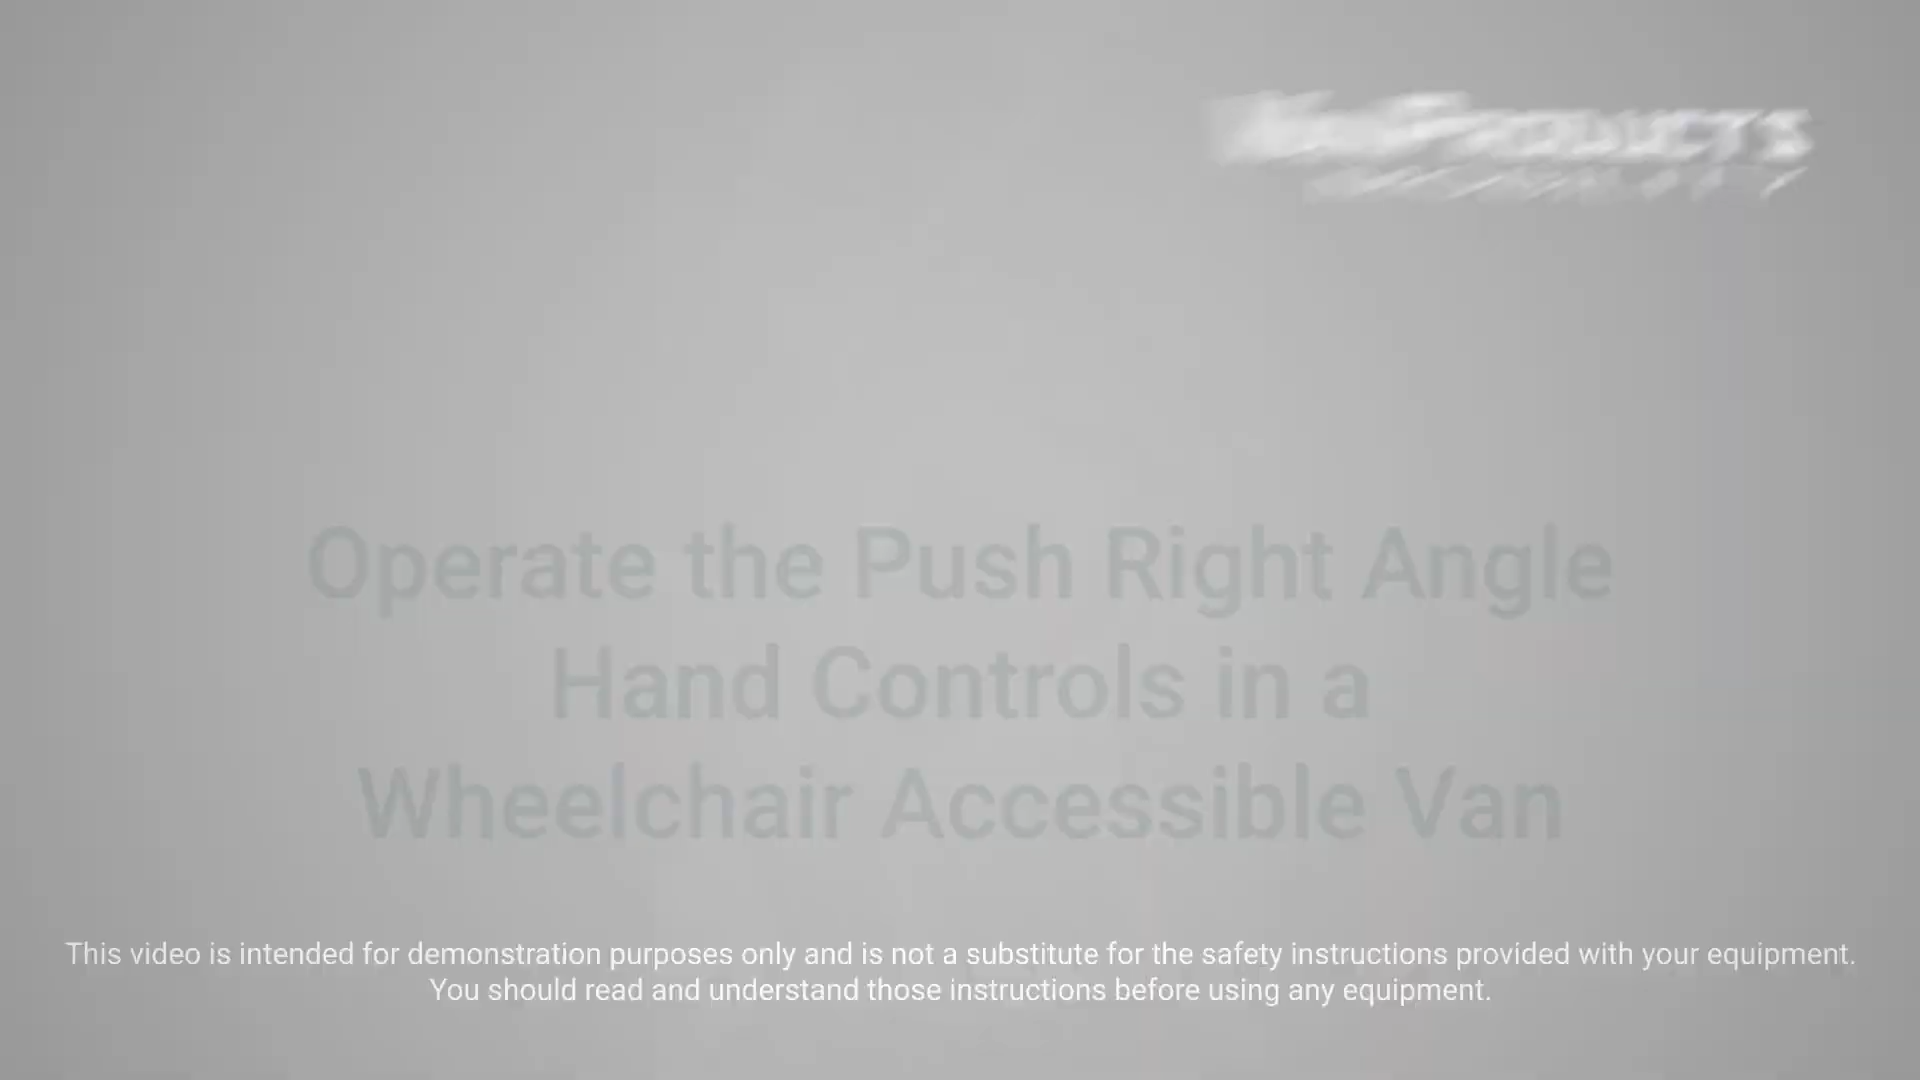 Products
Operate the Push Right Angle
Hand Controls in a
Wheelchair Accessible Van
This video is intended for demonstration purposes only and is not a substitute for the safety instructions provided with your equipment.
You should read and understand those instructions before using any equipment.